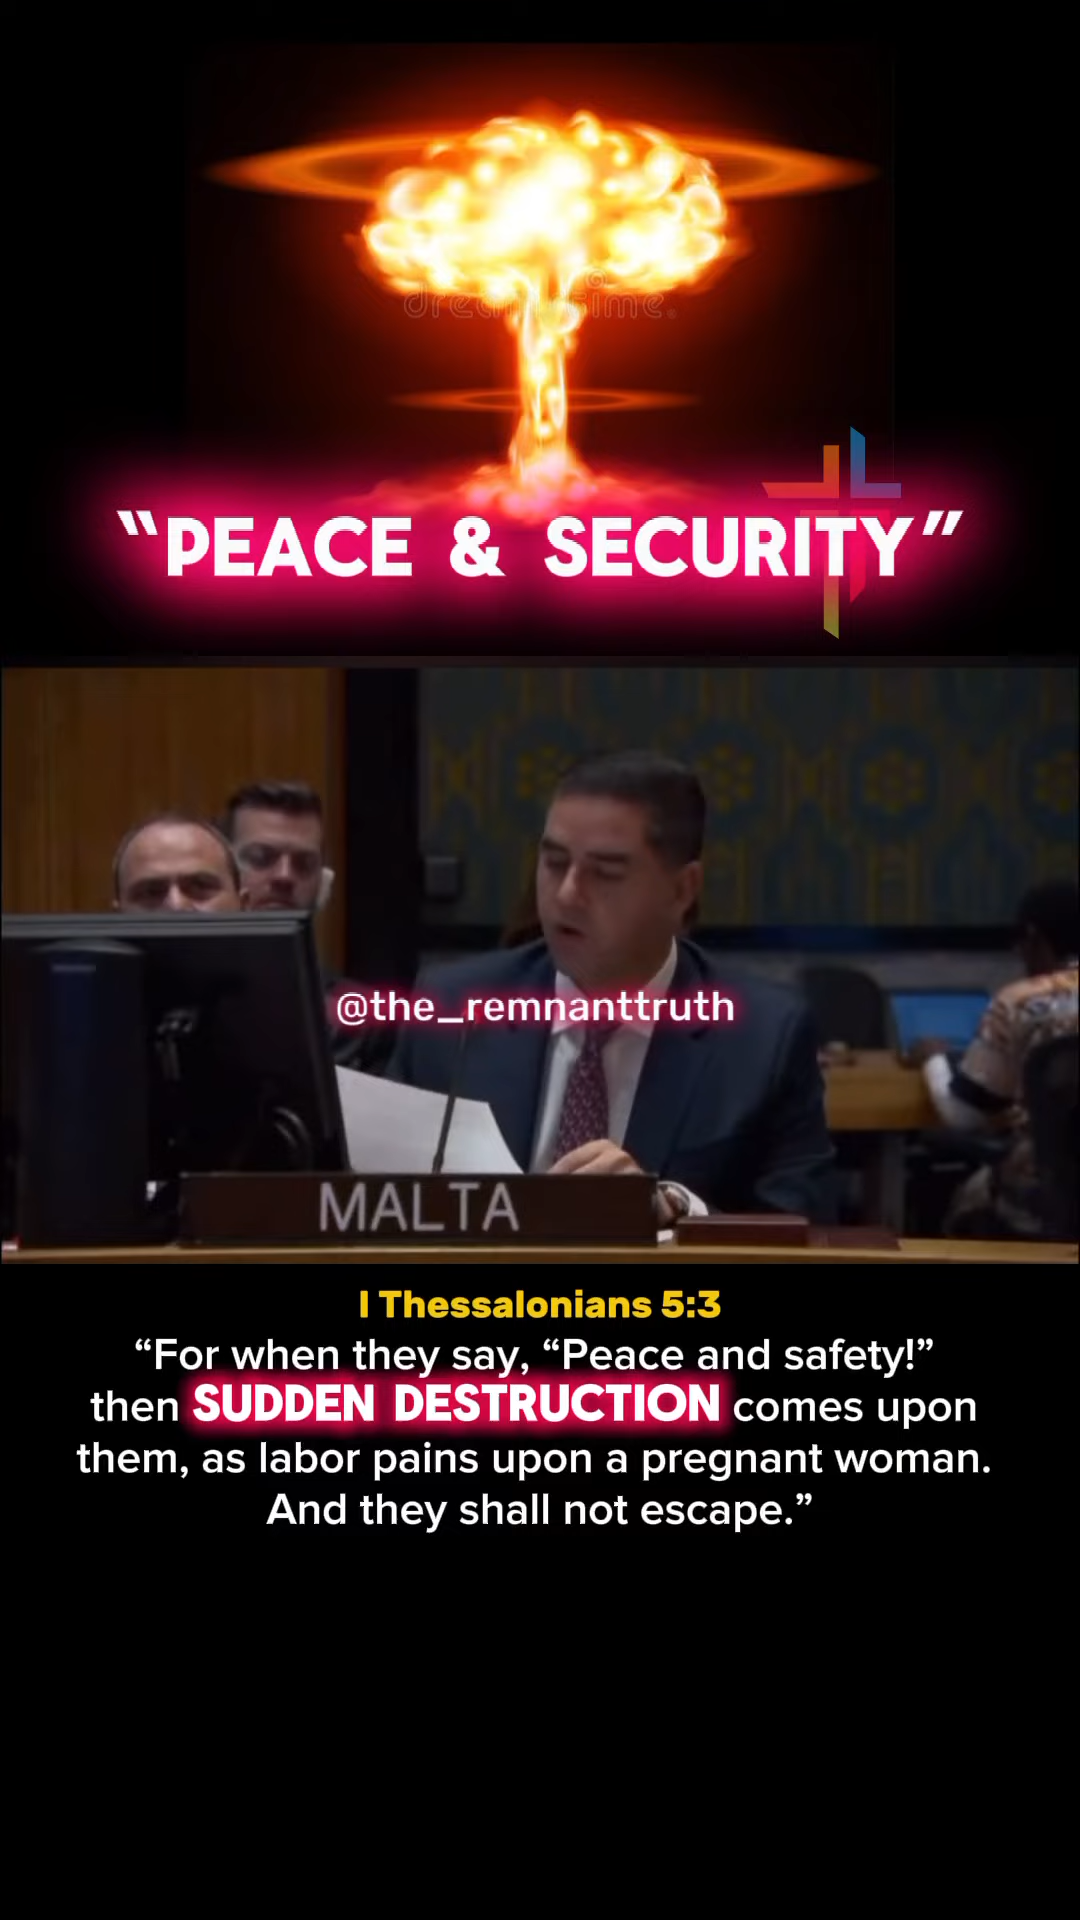 dreamstime.
“PEACE & SECURITY”
@the_remnanttruth
MALTA
I Thessalonians 5:3
“For when they say, “Peace and safety!”
then SUDDEN DESTRUCTION comes upon
them, as labor pains upon a pregnant woman.
And they shall not escape.”